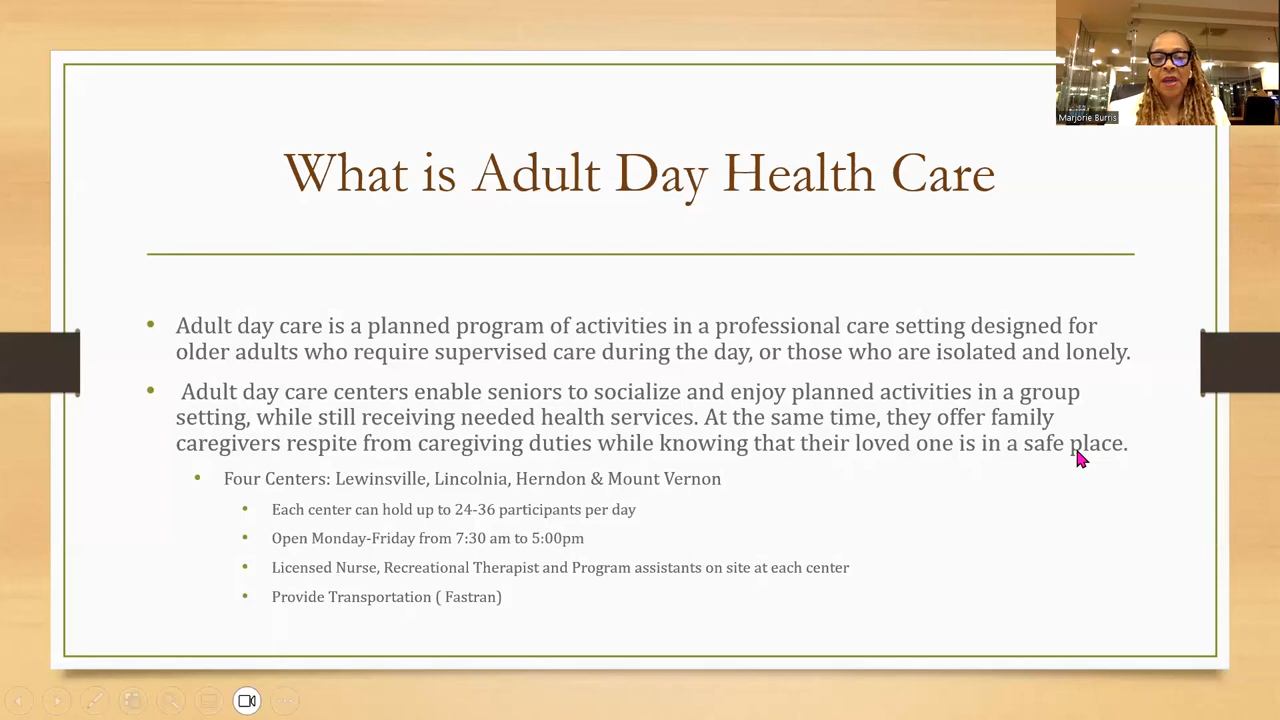 Marjorie Burris
What is Adult Day Health Care
• Adult day care is a planned program of activities in a professional care setting designed for
older adults who require supervised care during the day, or those who are isolated and lonely.
• Adult day care centers enable seniors to socialize and enjoy planned activities in a group
setting, while still receiving needed health services. At the same time, they offer family
caregivers respite from caregiving duties while knowing that their loved one is in a safe place.
• Four Centers: Lewinsville, Lincolnia, Herndon & Mount Vernon
• Each center can hold up to 24-36 participants per day
• Open Monday-Friday from 7:30 am to 5:00pm
• Licensed Nurse, Recreational Therapist and Program assistants on site at each center
• Provide Transportation ( Fastran)